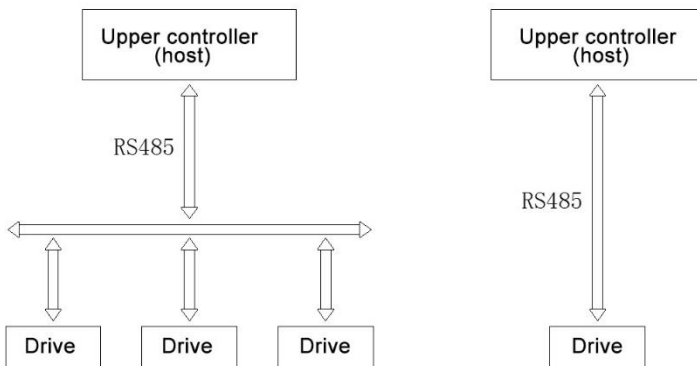 Upper controller
(host)
Upper controller
(host)
RS485
RS485
Drive
Drive
Drive
Drive